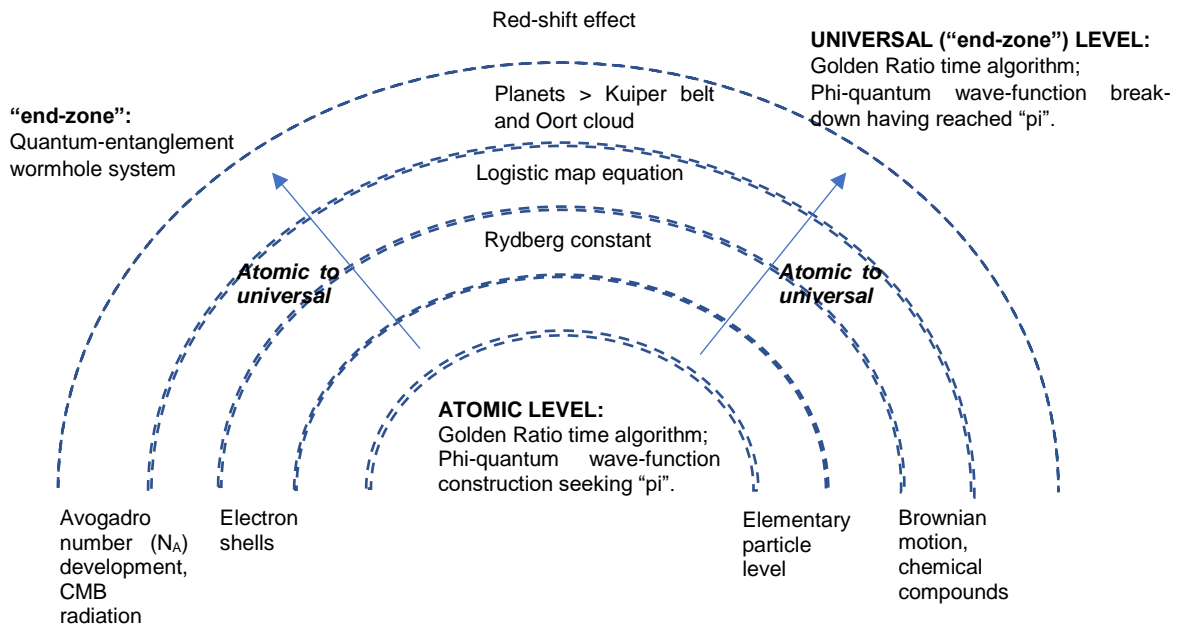 Red-shift effect
UNIVERSAL (“end-zone”) LEVEL:
Golden Ratio time algorithm;
Phi-quantum wave-function break-
down having reached “pi”.
Planets > Kuiper belt
and Oort cloud
“end-zone”:
Quantum-entanglement
wormhole system
Logistic map equation
Rydberg constant
Atomic to
universal
Atomic to
universal
ATOMIC LEVEL:
Golden Ratio time algorithm;
Phi-quantum wave-function
construction seeking “pi”.
Avogadro
number (NA)
development,
CMB
radiation
Electron
shells
Elementary
particle
level
Brownian
motion,
chemical
compounds